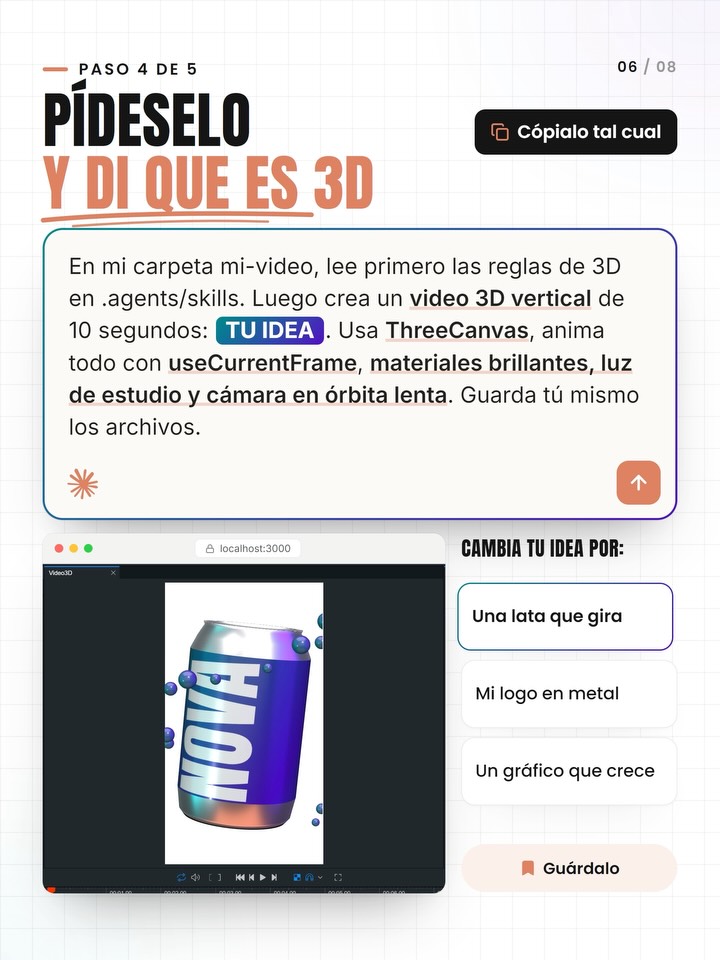 PASO 4 DE 5
06 / 08
PÍDESELO
Y DI QUE ES 3D
Cópialo tal cual
En mi carpeta mi-video, lee primero las reglas de 3D
en .agents/skills. Luego crea un video 3D vertical de
10 segundos: TU IDEA. Usa ThreeCanvas, anima
todo con useCurrentFrame, materiales brillantes, luz
de estudio y cámara en órbita lenta. Guarda tú mismo
los archivos.
localhost:3000
Video3D
NOVA
CAMBIA TU IDEA POR:
Una lata que gira
Mi logo en metal
Un gráfico que crece
Guárdalo